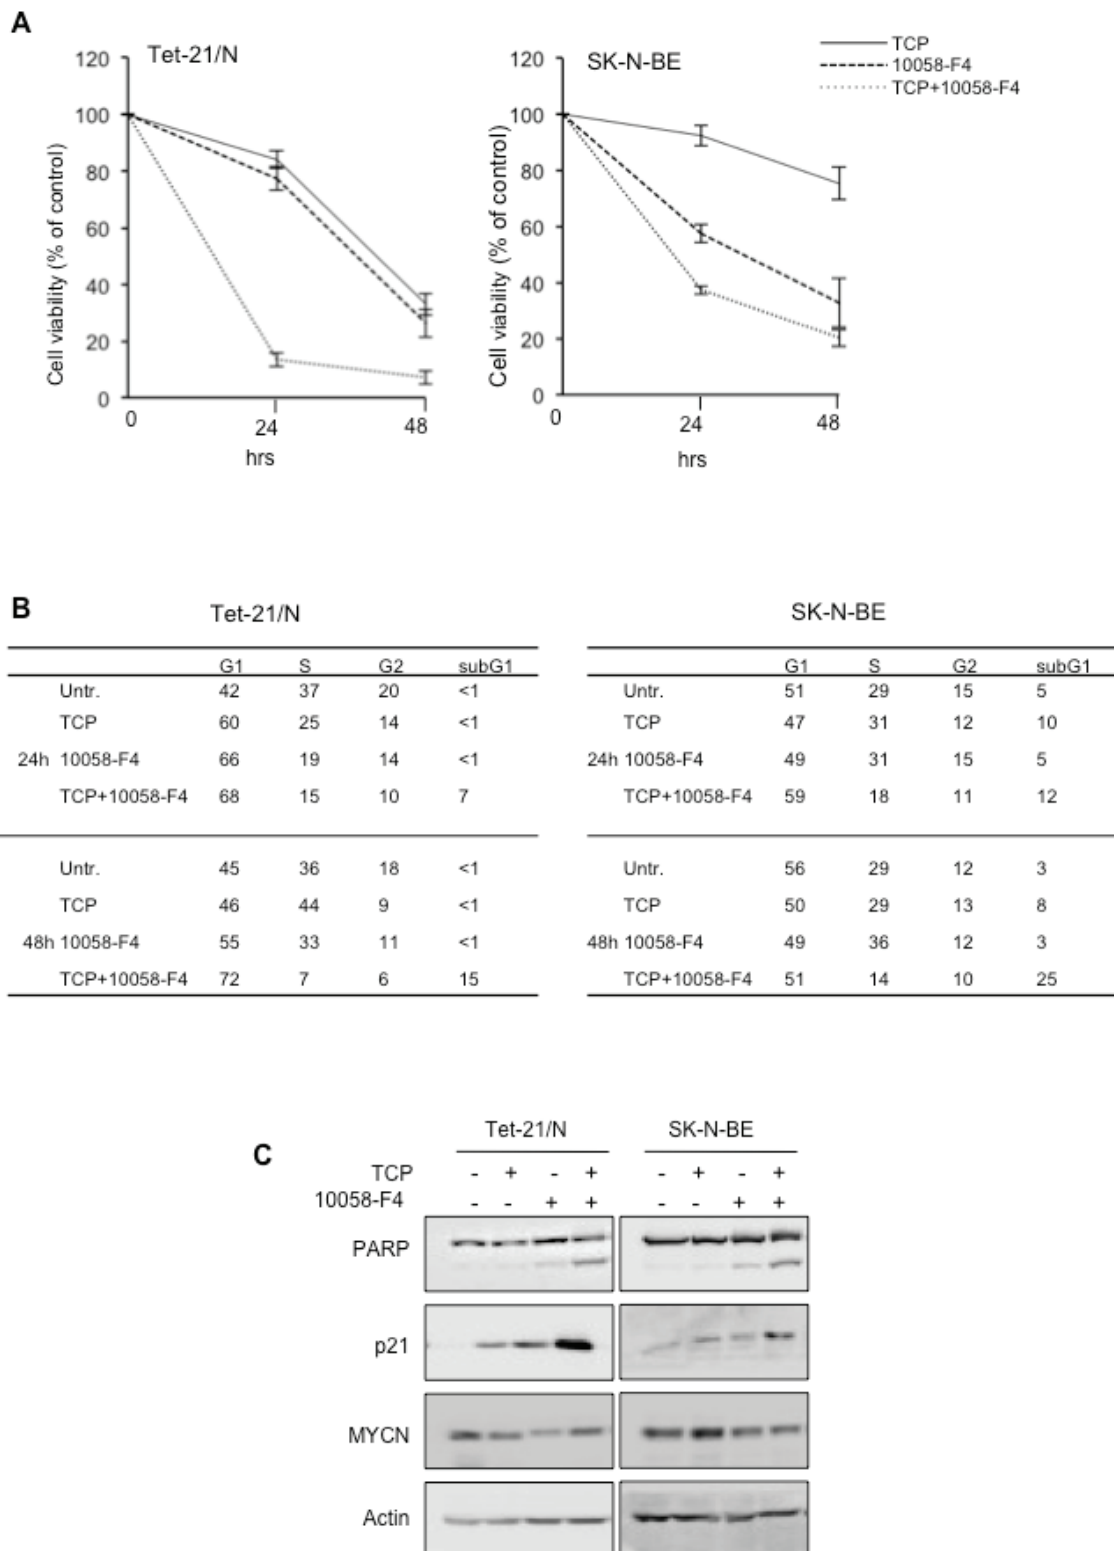 A
Tet-21/N
SK-N-BE
TCP
10058-F4
TCP+10058-F4
Cell viability (% of control)
120
100
80
60
40
20
0
0
24
48
hrs
Cell viability (% of control)
120
100
80
60
40
20
0
0
24
48
hrs
B
Tet-21/N
G1 S G2 subG1
Untr. 42 37 20 <1
TCP 60 25 14 <1
24h 10058-F4 66 19 14 <1
TCP+10058-F4 68 15 10 7
Untr. 45 36 18 <1
TCP 46 44 9 <1
48h 10058-F4 55 33 11 <1
TCP+10058-F4 72 7 6 15
SK-N-BE
G1 S G2 subG1
Untr. 51 29 15 5
TCP 47 31 12 10
24h 10058-F4 49 31 15 5
TCP+10058-F4 59 18 11 12
Untr. 56 29 12 3
TCP 50 29 13 8
48h 10058-F4 49 36 12 3
TCP+10058-F4 51 14 10 25
C
Tet-21/N SK-N-BE
TCP - + - + - + - +
10058-F4 - - + + - - + +
PARP
p21
MYCN
Actin